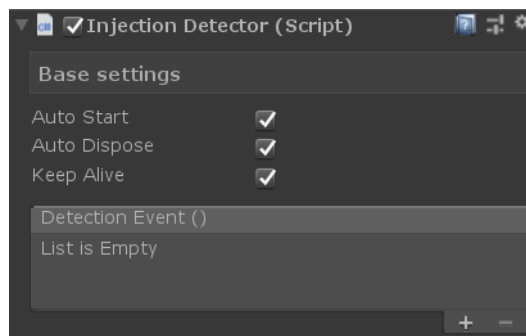 Injection Detector (Script)
Base settings
Auto Start
Auto Dispose
Keep Alive
Detection Event ()
List is Empty